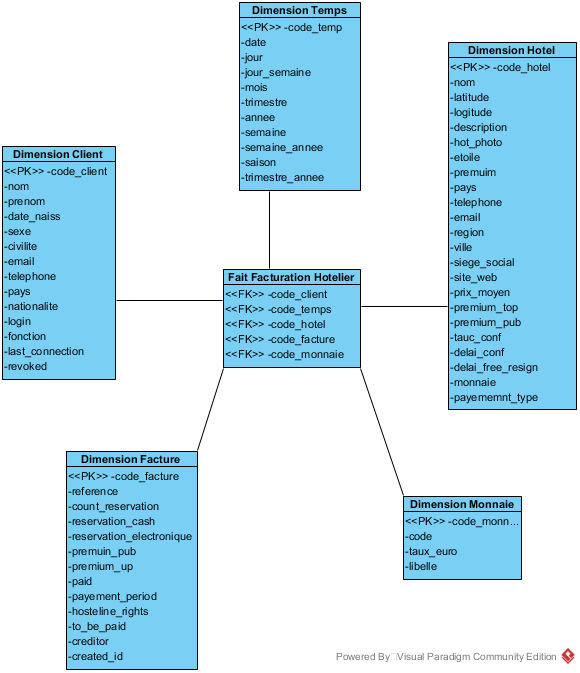 Dimension Temps
<<PK>> -code_temp
-date
-jour
-jour_semaine
-mois
-trimestre
-annee
-semaine
-semaine_annee
-saison
-trimestre_annee
Dimension Hotel
<<PK>> -code_hotel
-nom
-latitude
-logitude
-description
-hot_photo
-etoile
-premuim
-pays
-telephone
-email
-region
-ville
-siege_social
-site_web
-prix_moyen
-premium_top
-premium_pub
-tauc_conf
-delai_conf
-delai_free_resign
-monnaie
-payememnt_type
Dimension Client
<<PK>> -code_client
-nom
-prenom
-date_naiss
-sexe
-civilite
-email
-telephone
-pays
-nationalite
-login
-fonction
-last_connection
-revoked
Fait Facturation Hotelier
<<FK>> -code_client
<<FK>> -code_temps
<<FK>> -code_hotel
<<FK>> -code_facture
<<FK>> -code_monnaie
Dimension Facture
<<PK>> -code_facture
-reference
-count_reservation
-reservation_cash
-reservation_electronique
-premuin_pub
-premium_up
-paid
-payement_period
-hosteline_rights
-to_be_paid
-creditor
-created_id
Dimension Monnaie
<<PK>> -code_monn...
-code
-taux_euro
-libelle
Powered By Visual Paradigm Community Edition